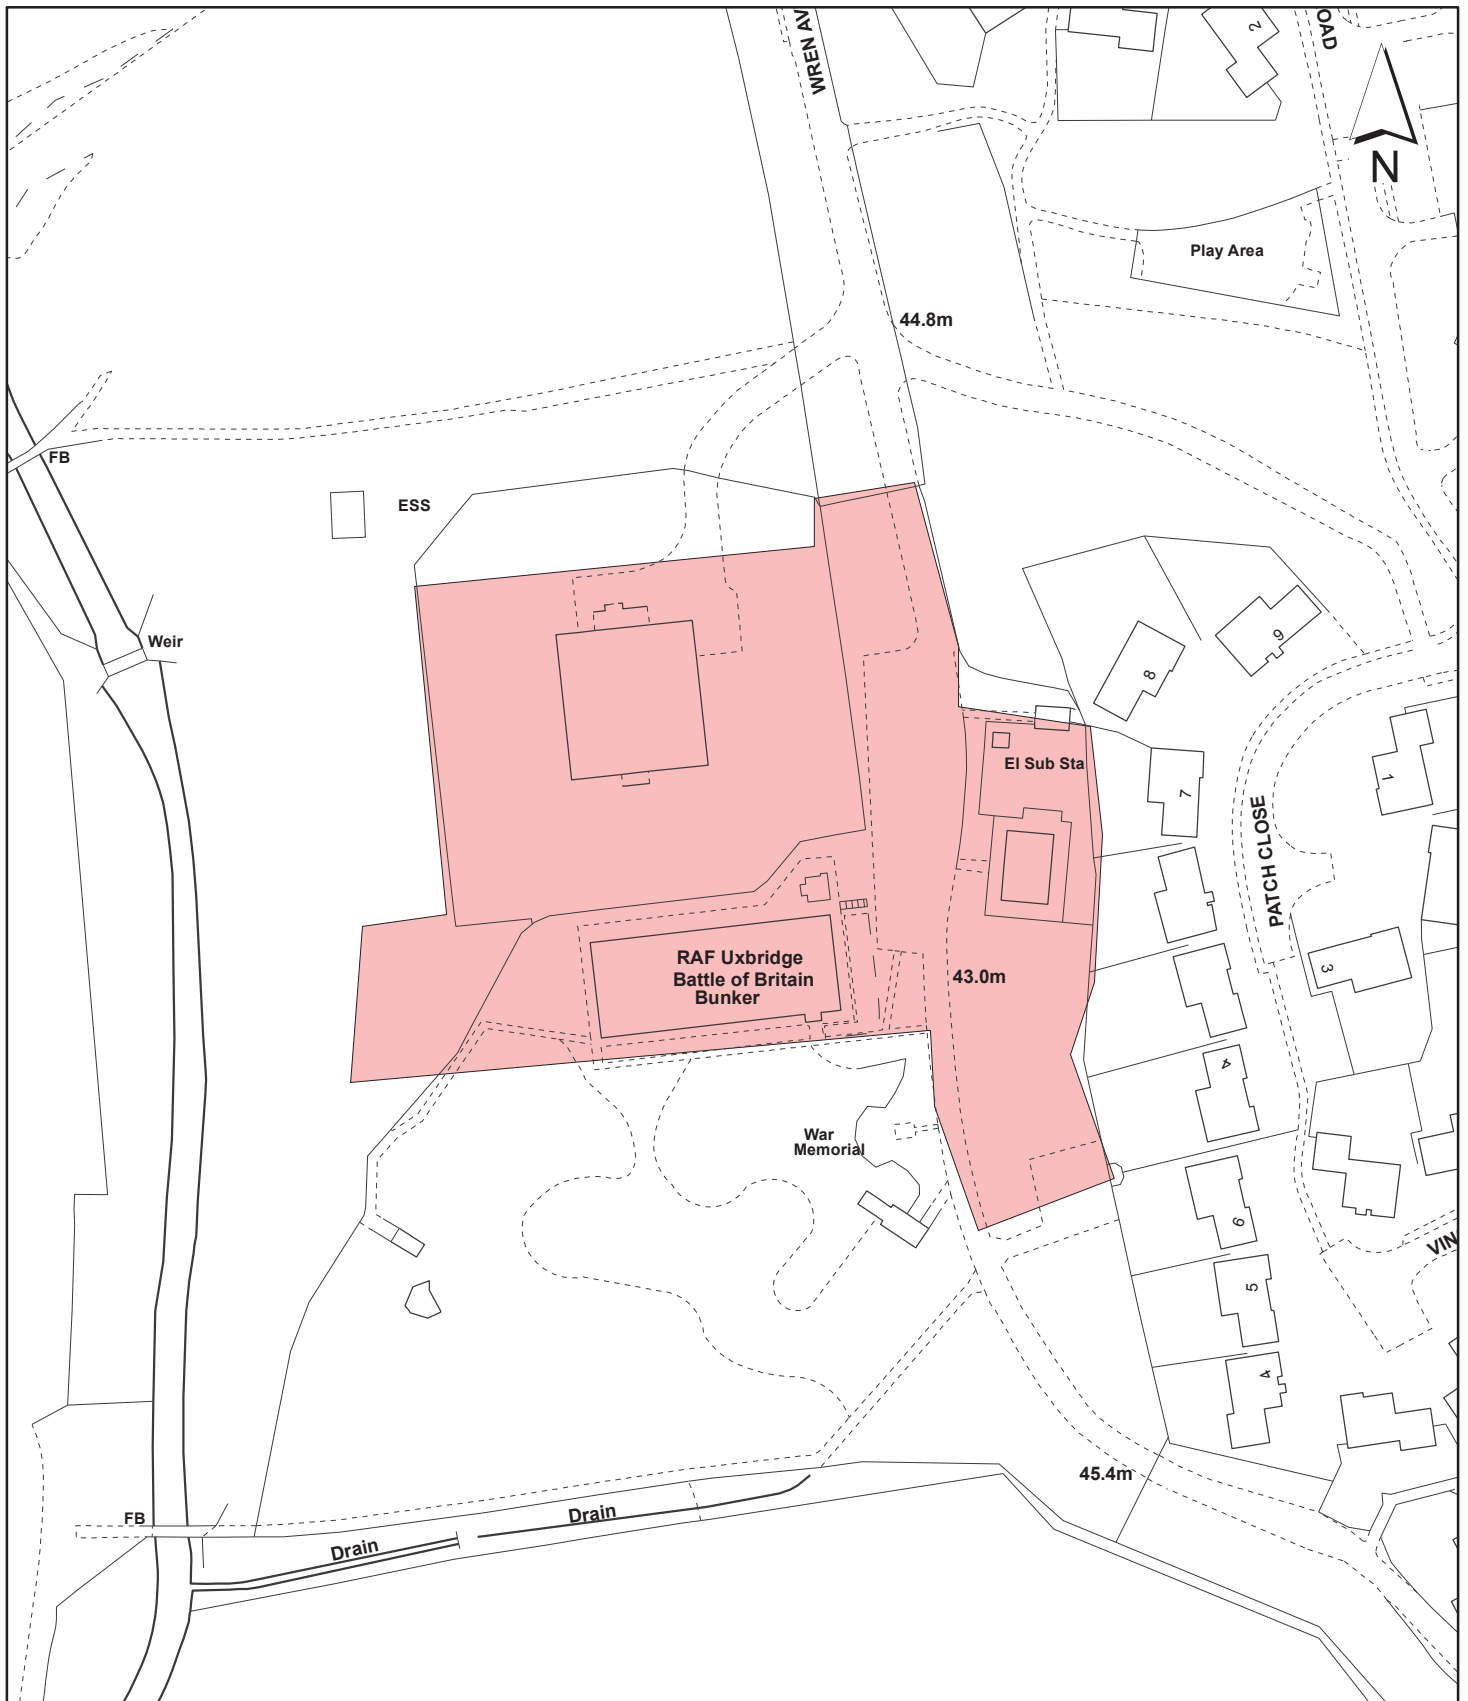 WREN AV
2
OAD
N
Play Area
44.8m
FB
ESS
Weir
9
8
El Sub Sta
7
1
PATCH CLOSE
RAF Uxbridge
Battle of Britain
Bunker
43.0m
3
4
War
Memorial
6
VIN
5
4
45.4m
FB
Drain
Drain